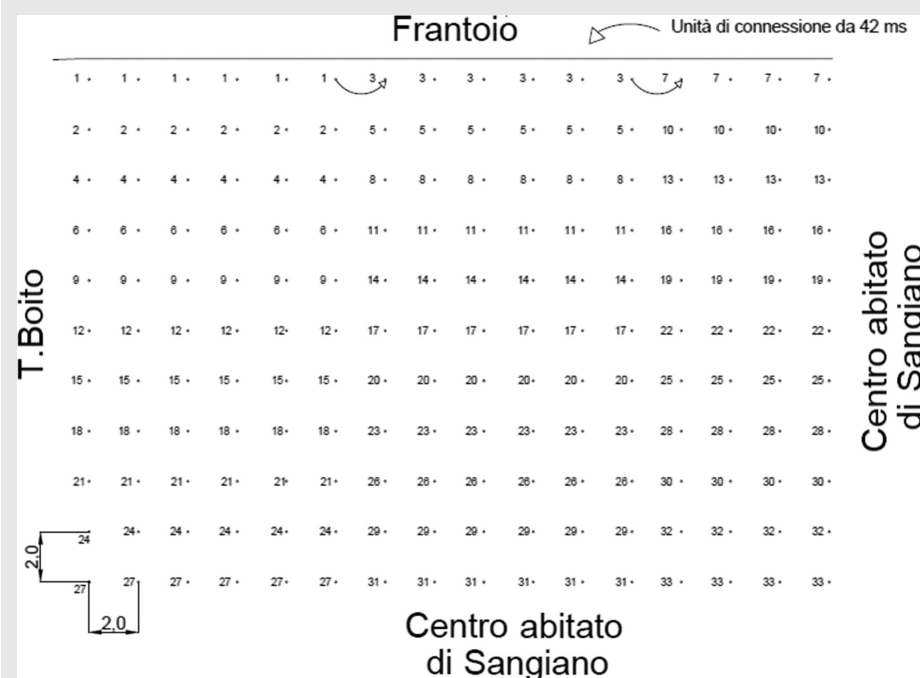 Frantoio
Unità di connessione da 42 ms
1 1 1 1 1 1 3 3 3 3 3 3 7 7 7 7
2 2 2 2 2 2 5 5 5 5 5 5 10 10 10 10
4 4 4 4 4 4 8 8 8 8 8 8 13 13 13 13
6 6 6 6 6 6 11 11 11 11 11 11 16 16 16 16
9 9 9 9 9 9 14 14 14 14 14 14 19 19 19 19
12 12 12 12 12 12 17 17 17 17 17 17 22 22 22 22
15 15 15 15 15 15 20 20 20 20 20 20 25 25 25 25
18 18 18 18 18 18 23 23 23 23 23 23 28 28 28 28
21 21 21 21 21 21 26 26 26 26 26 26 30 30 30 30
24 24 24 24 24 24 29 29 29 29 29 29 32 32 32 32
27 27 27 27 27 27 31 31 31 31 31 31 33 33 33 33
T.Boito
2,0
2,0
Centro abitato
di Sangiano
Centro abitato
di Sangiano